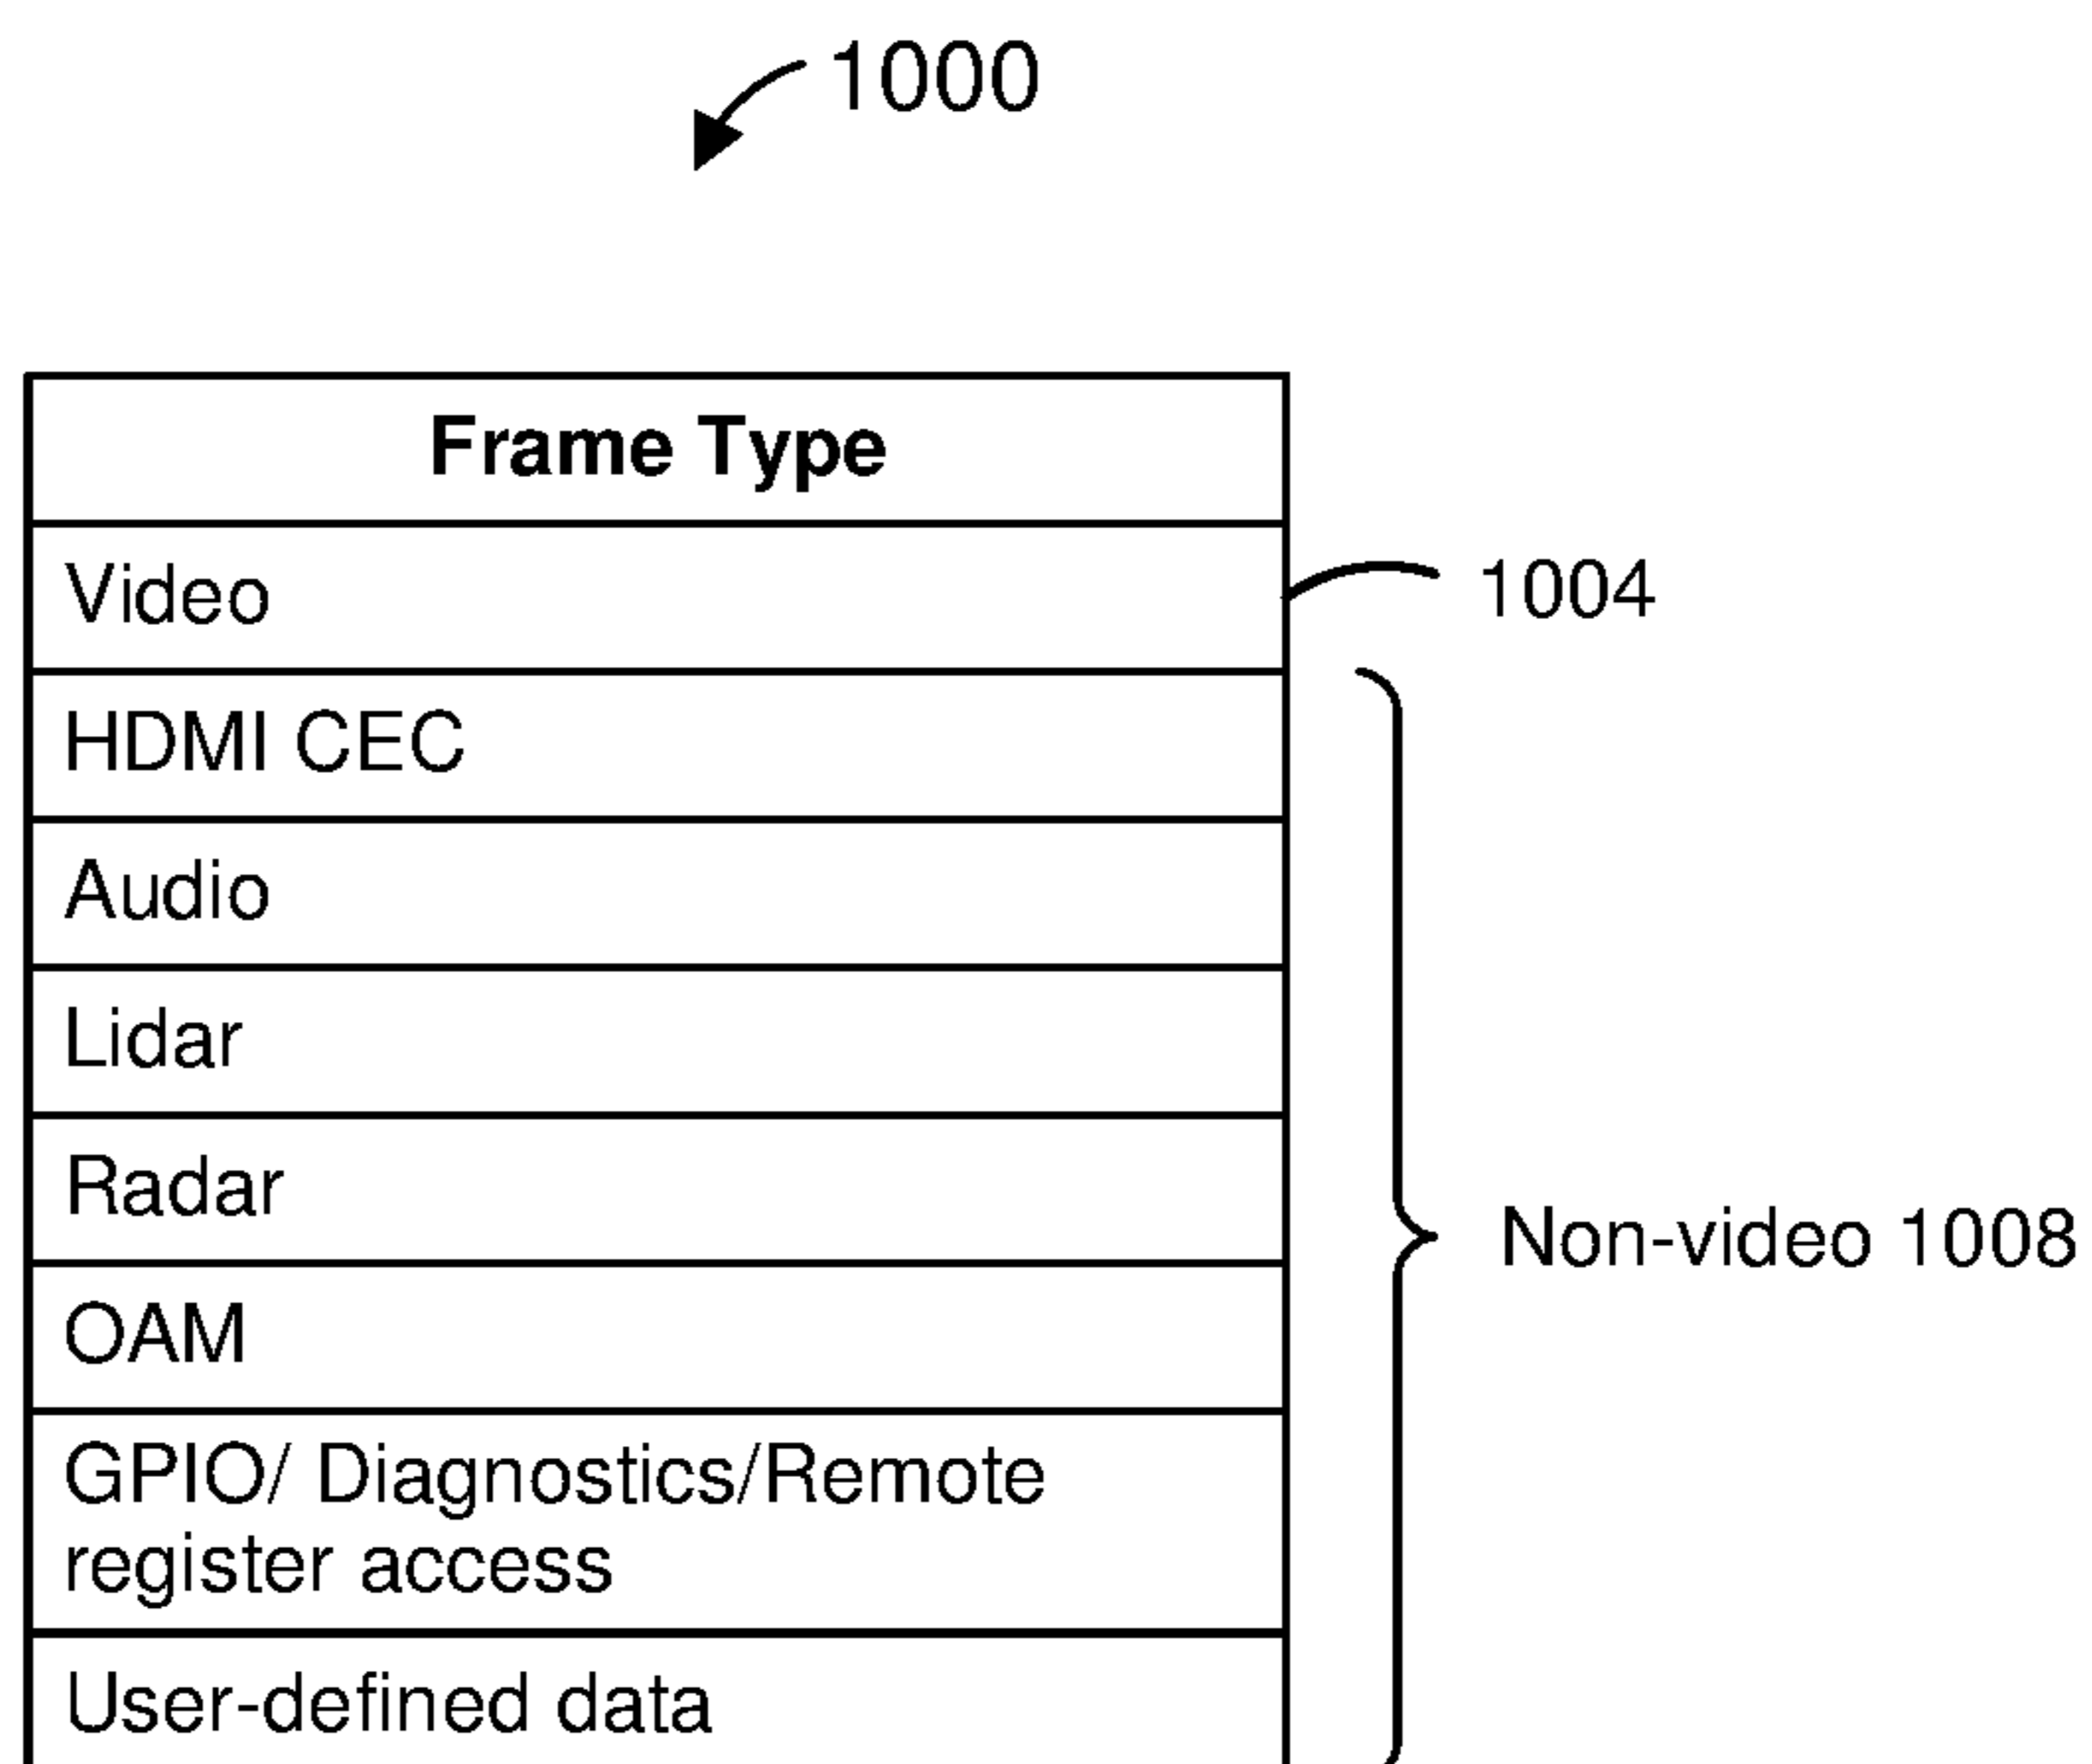 1000
Frame Type
Video
1004
HDMI CEC
Audio
Lidar
Radar
Non-video 1008
OAM
GPIO/ Diagnostics/Remote
register access
User-defined data